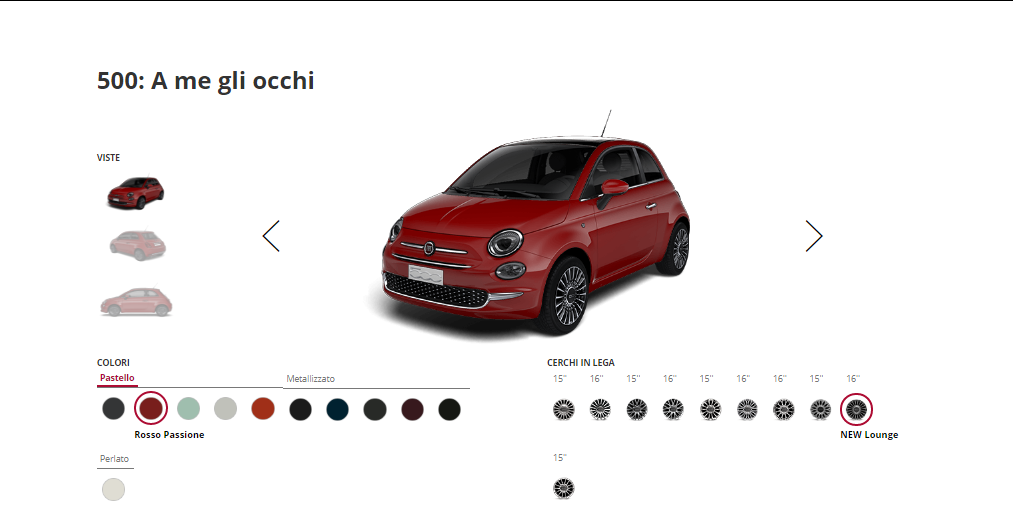 500: A me gli occhi
VISTE
COLORI
Pastello
Metallizzato
Rosso Passione
Perlato
CERCHI IN LEGA
15" 16" 15" 16" 15" 16" 16" 15" 16"
NEW Lounge
15"